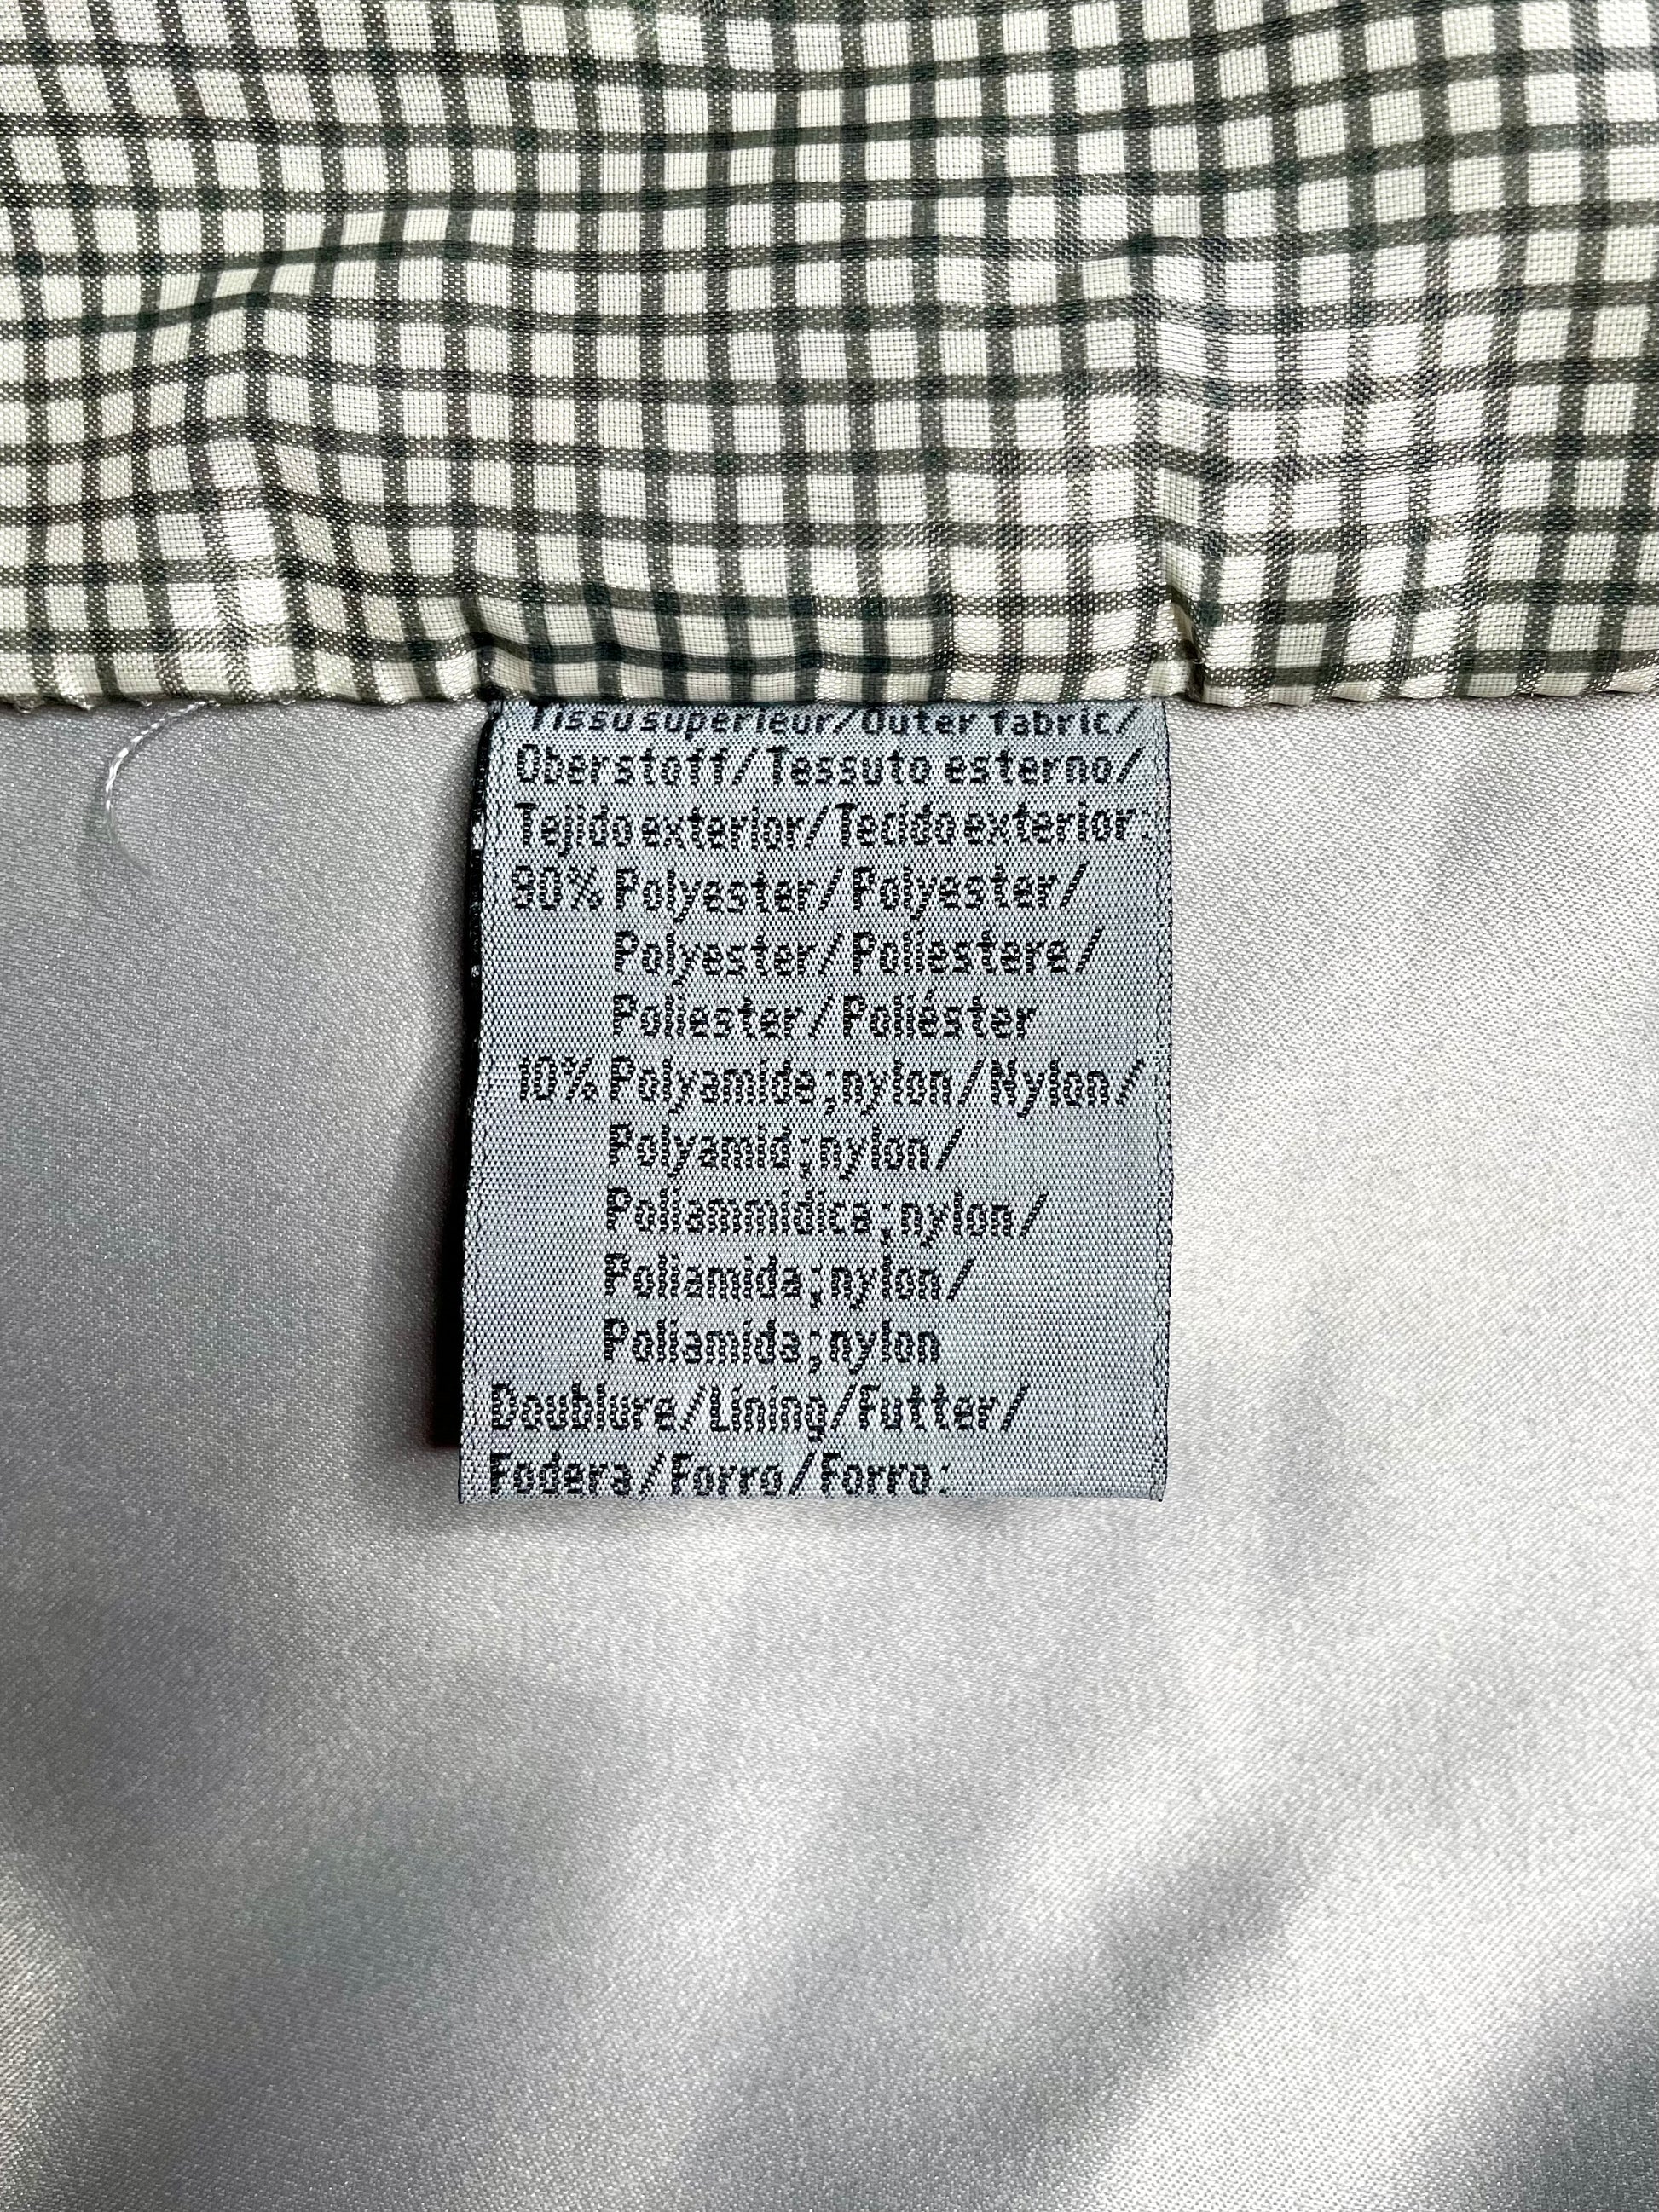 Tissu supérieur/Outer fabric/
Oberstoff/Tessuto esterno/
Tejido exterior/Tecido exterior:
90% Polyester/Polyester/
Polyester/Poliestere/
Poliester/Poliéster
10% Polyamide;nylon/Nylon/
Polyamid;nylon/
Poliammidica;nylon/
Poliamida;nylon/
Poliamida;nylon
Doublure/Lining/Futter/
Fodera/Forro/Forro: